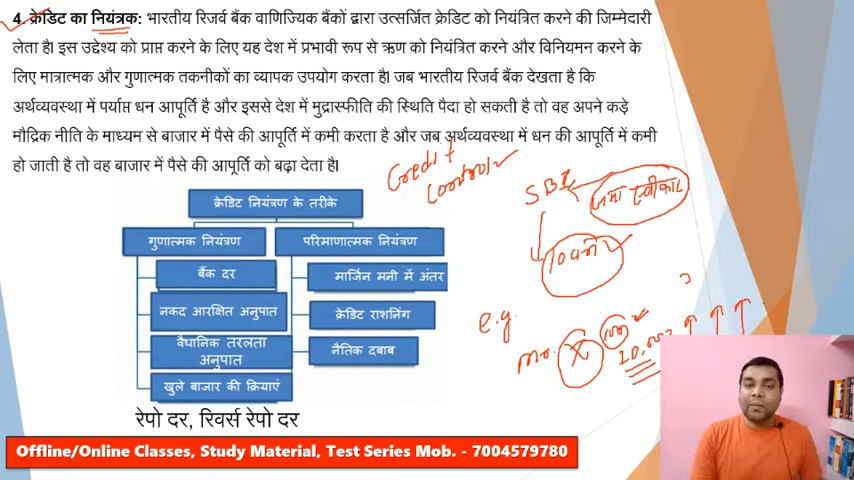 4. क्रेडिट का नियंत्रक: भारतीय रिजर्व बैंक वाणिज्यिक बैंकों द्वारा उत्सर्जित क्रेडिट को नियंत्रित करने की जिम्मेदारी
लेता है। इस उद्देश्य को प्राप्त करने के लिए यह देश में प्रभावी रूप से ऋण को नियंत्रित करने और विनियमन करने के
लिए मात्रात्मक और गुणात्मक तकनीकों का व्यापक उपयोग करता है। जब भारतीय रिजर्व बैंक देखता है कि
अर्थव्यवस्था में पर्याप्त धन आपूर्ति है और इससे देश में मुद्रास्फीति की स्थिति पैदा हो सकती है तो वह अपने कड़े
मौद्रिक नीति के माध्यम से बाजार में पैसे की आपूर्ति में कमी करता है और जब अर्थव्यवस्था में धन की आपूर्ति में कमी
हो जाती है तो वह बाजार में पैसे की आपूर्ति को बढ़ा देता है।
Credit
Control
SBI
जमा स्वीकार
क्रेडिट नियंत्रण के तरीके
गुणात्मक नियंत्रण
परिमाणात्मक नियंत्रण
बैंक दर
मार्जिन मनी में अंतर
नकद आरक्षित अनुपात
क्रेडिट राशनिंग
वैधानिक तरलता
अनुपात
नैतिक दबाव
खुले बाजार की क्रियाएं
e.g.
Mr. X
रेपो दर, रिवर्स रेपो दर
Offline/Online Classes, Study Material, Test Series Mob. - 7004579780